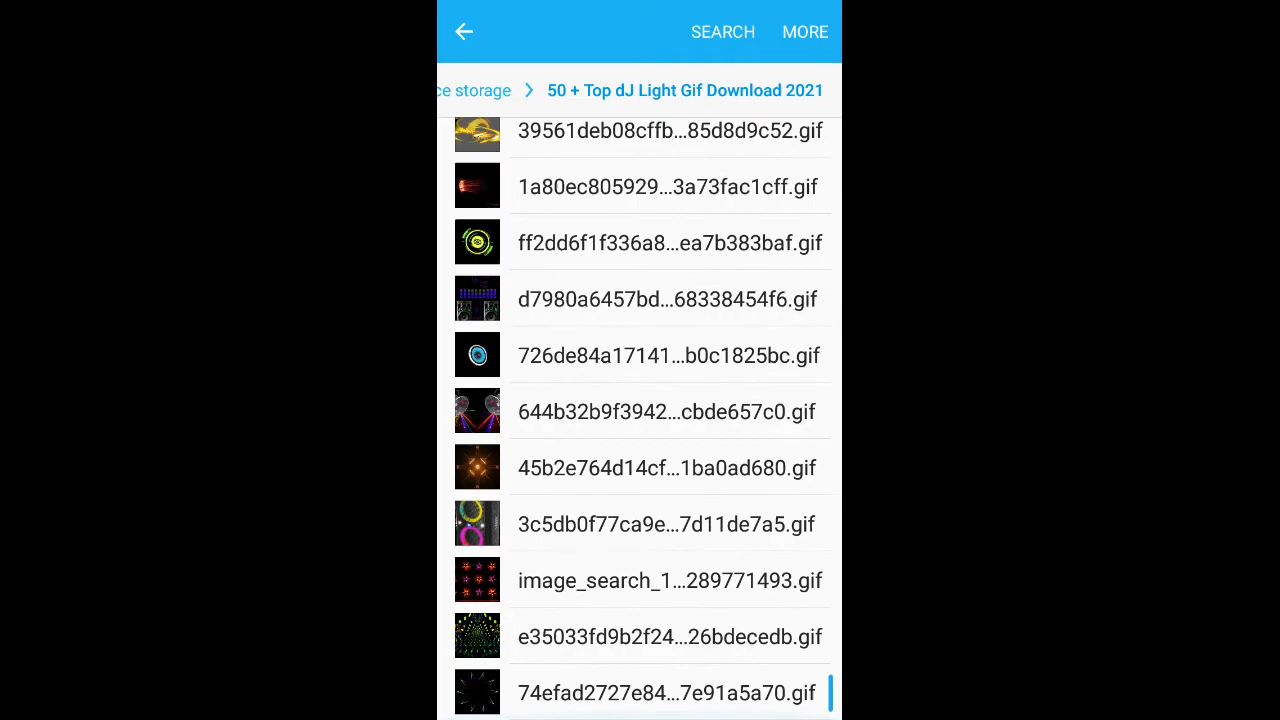 SEARCH MORE
ce storage > 50 + Top dJ Light Gif Download 2021
39561deb08cffb...85d8d9c52.gif
1a80ec805929...3a73fac1cff.gif
ff2dd6f1f336a8...ea7b383baf.gif
d7980a6457bd...68338454f6.gif
726de84a17141...b0c1825bc.gif
644b32b9f3942...cbde657c0.gif
45b2e764d14cf...1ba0ad680.gif
3c5db0f77ca9e...7d11de7a5.gif
image_search_1...289771493.gif
e35033fd9b2f24...26bdecedb.gif
74efad2727e84...7e91a5a70.gif